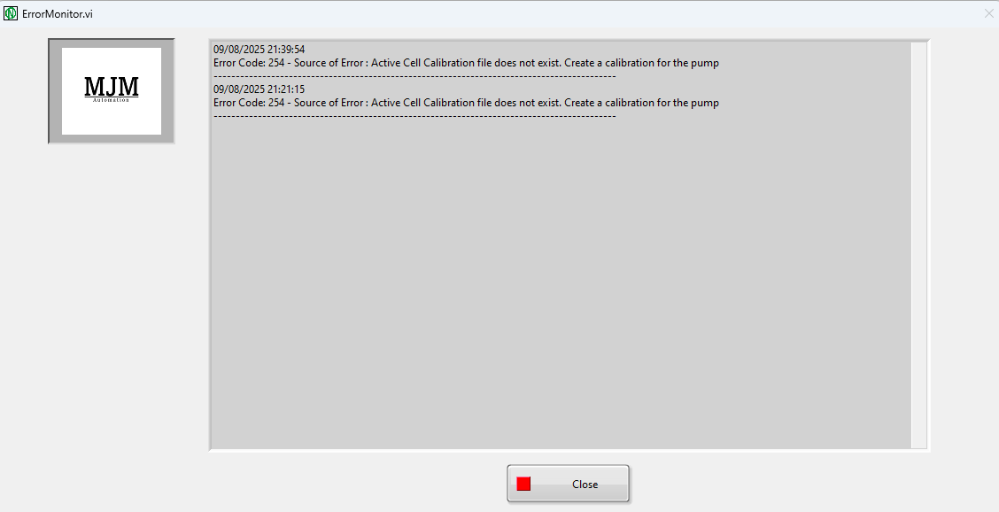 ErrorMonitor.vi
MJM
Automation
09/08/2025 21:39:54
Error Code: 254 - Source of Error : Active Cell Calibration file does not exist. Create a calibration for the pump
-------------------------------------------------------------------------------------------
09/08/2025 21:21:15
Error Code: 254 - Source of Error : Active Cell Calibration file does not exist. Create a calibration for the pump
-------------------------------------------------------------------------------------------
Close